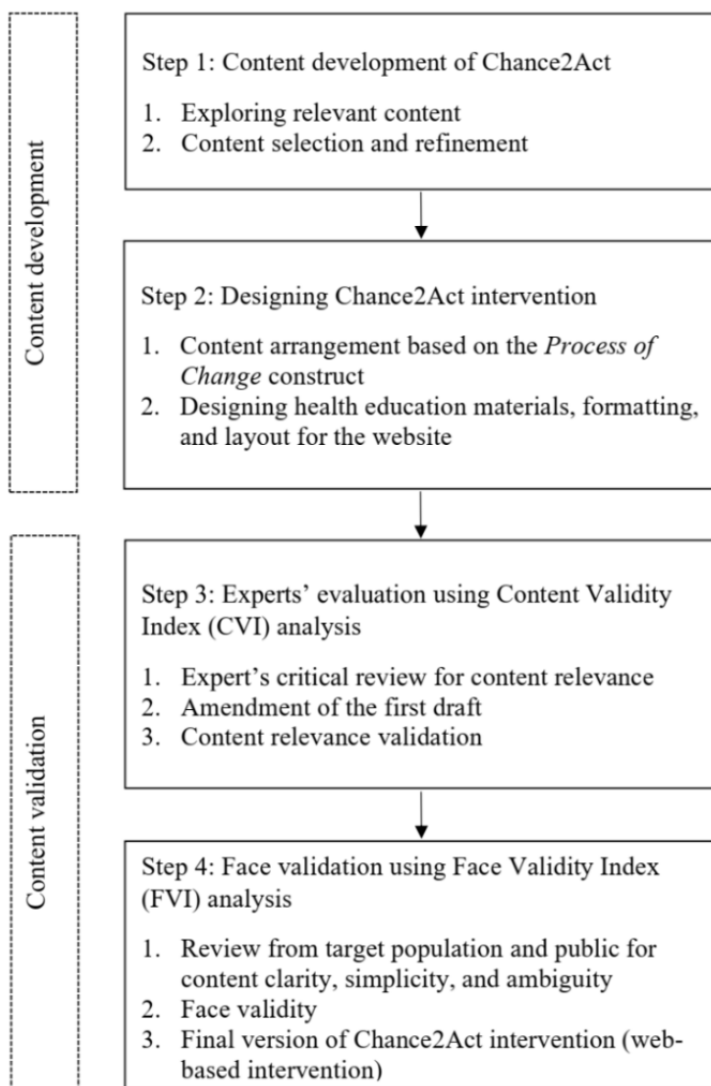 Content development
Step 1: Content development of Chance2Act
1. Exploring relevant content
2. Content selection and refinement
Step 2: Designing Chance2Act intervention
1. Content arrangement based on the Process of
Change construct
2. Designing health education materials, formatting,
and layout for the website
Content validation
Step 3: Experts’ evaluation using Content Validity
Index (CVI) analysis
1. Expert’s critical review for content relevance
2. Amendment of the first draft
3. Content relevance validation
Step 4: Face validation using Face Validity Index
(FVI) analysis
1. Review from target population and public for
content clarity, simplicity, and ambiguity
2. Face validity
3. Final version of Chance2Act intervention (web-
based intervention)